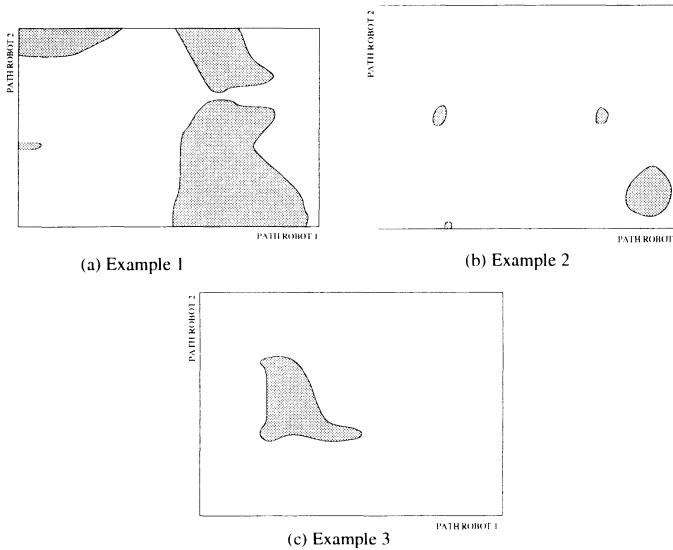 PATH ROBOT 2
PATH ROBOT 1
(a) Example 1
PATH ROBOT 2
PATH ROBOT
(b) Example 2
PATH ROBOT 2
PATH ROBOT 1
(c) Example 3